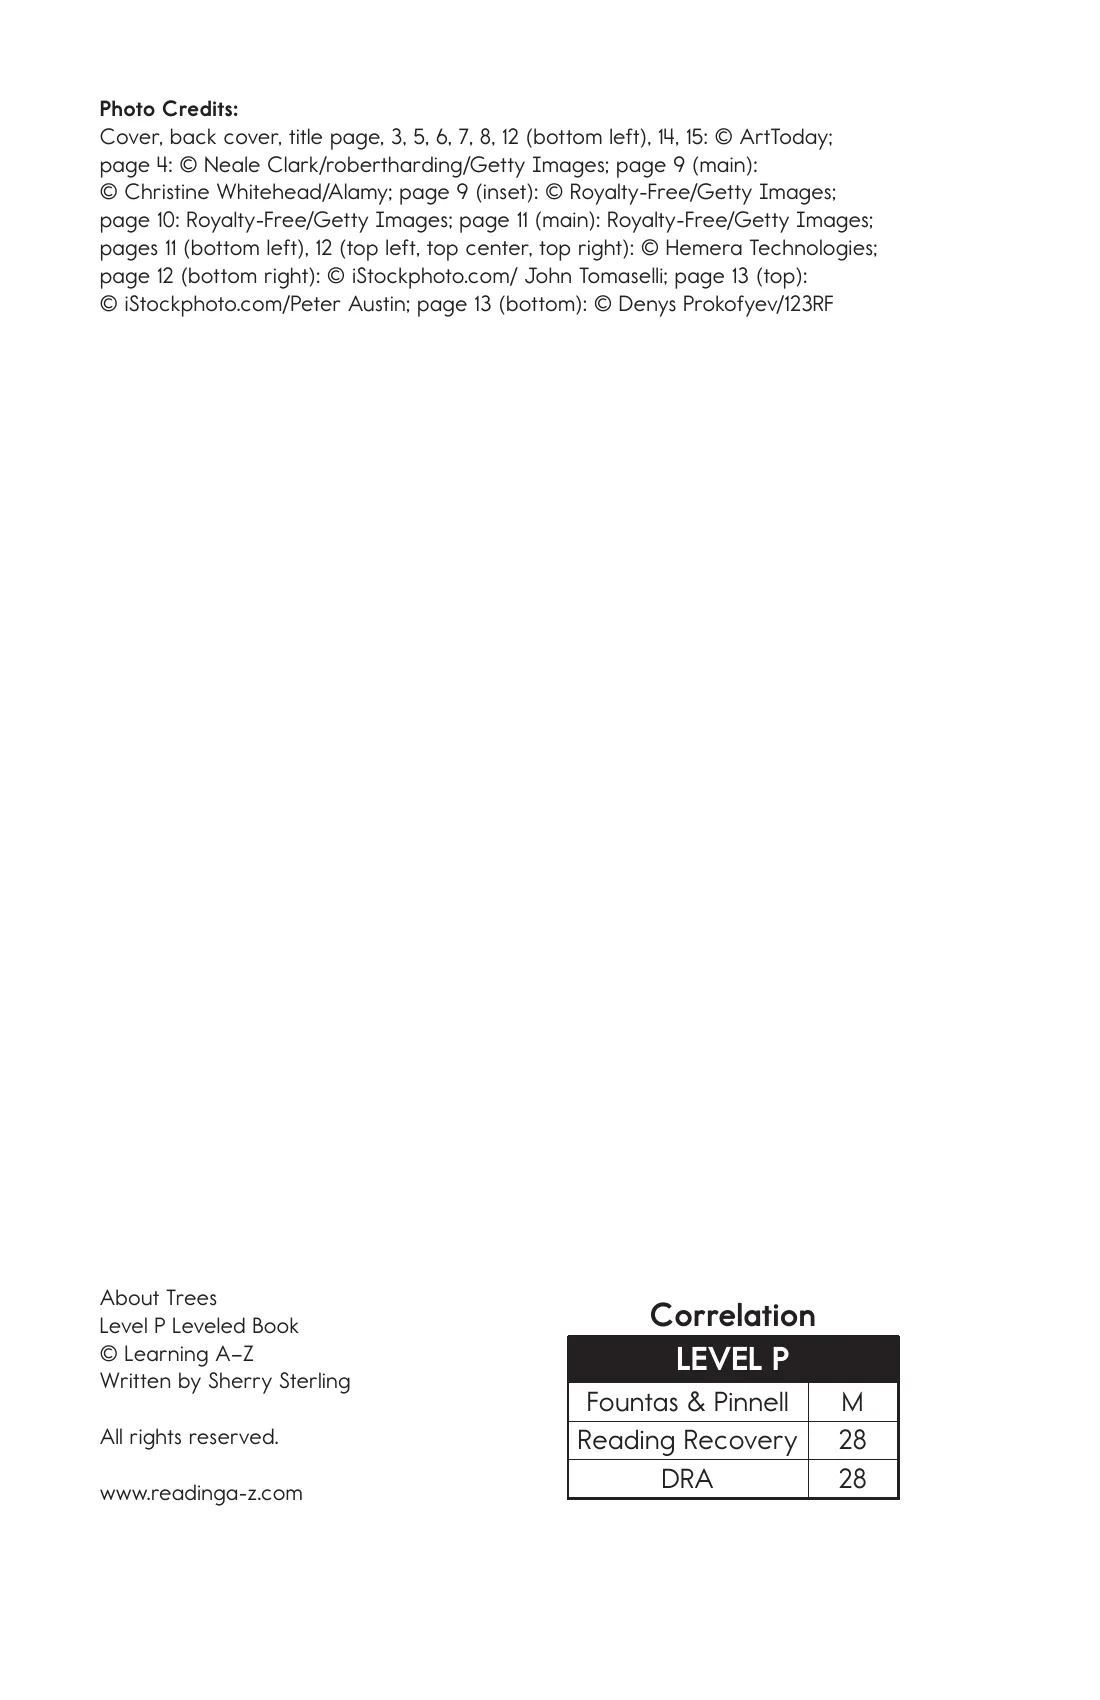 Photo Credits:
Cover, back cover, title page, 3, 5, 6, 7, 8, 12 (bottom left), 14, 15: © ArtToday;
page 4: © Neale Clark/robertharding/Getty Images; page 9 (main):
© Christine Whitehead/Alamy; page 9 (inset): © Royalty-Free/Getty Images;
page 10: Royalty-Free/Getty Images; page 11 (main): Royalty-Free/Getty Images;
pages 11 (bottom left), 12 (top left, top center, top right): © Hemera Technologies;
page 12 (bottom right): © iStockphoto.com/ John Tomaselli; page 13 (top):
© iStockphoto.com/Peter Austin; page 13 (bottom): © Denys Prokofyev/123RF
About Trees
Level P Leveled Book
© Learning A–Z
Written by Sherry Sterling
All rights reserved.
www.readinga-z.com
Correlation
LEVEL P
Fountas & Pinnell M
Reading Recovery 28
DRA 28